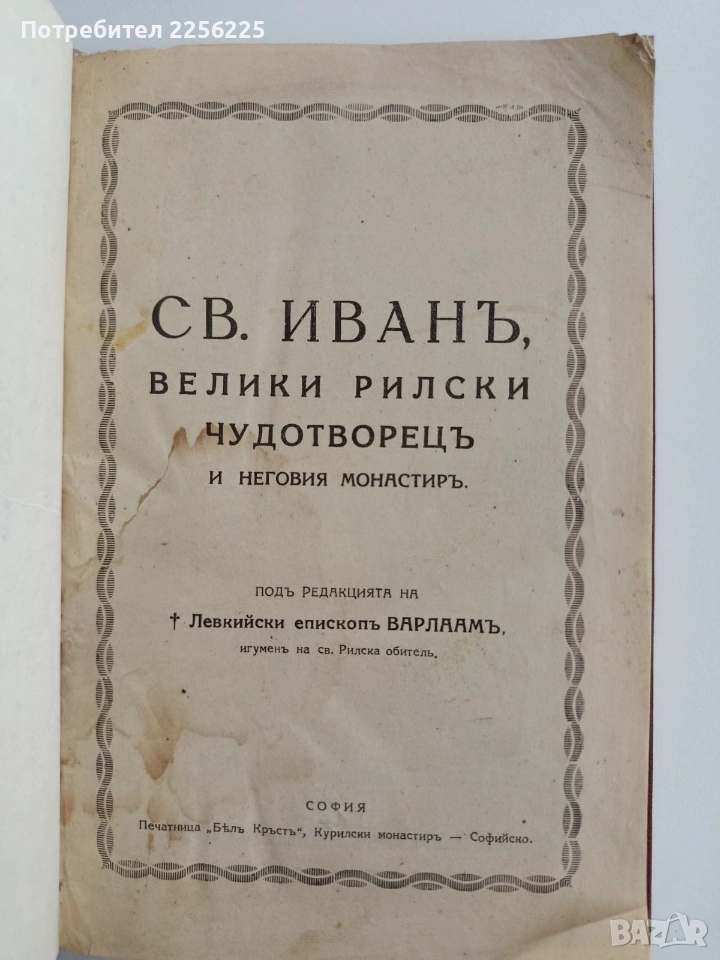 Потребител 2256225
СВ. ИВАНЪ,
ВЕЛИКИ РИЛСКИ
ЧУДОТВОРЕЦЪ
И НЕГОВИЯ МОНАСТИРЪ.
ПОДЪ РЕДАКЦИЯТА НА
† Левкийски епископъ ВАРЛААМЪ,
игуменъ на св. Рилска обитель.
СОФИЯ
Печатница „Бѣлъ Кръстъ“, Курилски монастиръ — Софийско.
BAZAR